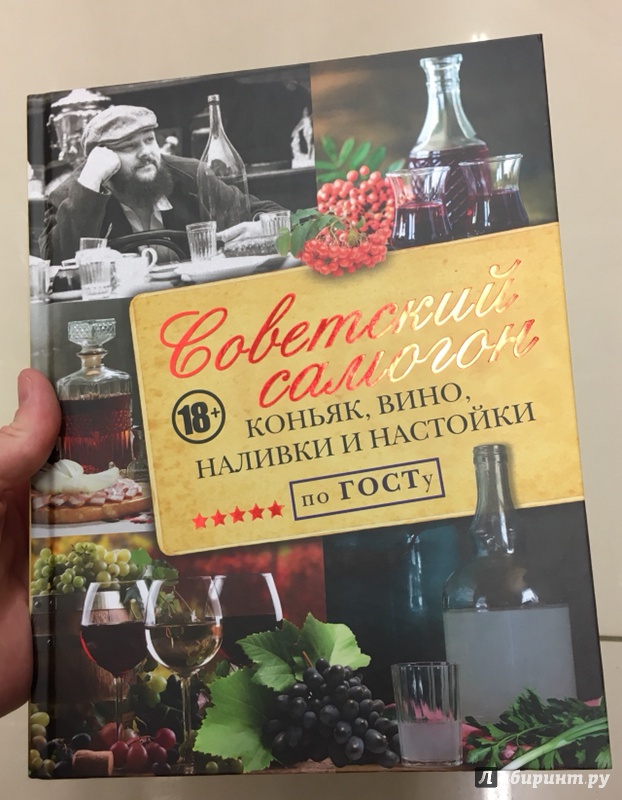 Советский
самогон
18+
КОНЬЯК, ВИНО,
НАЛИВКИ И НАСТОЙКИ
по ГОСТу
Лабиринт.ру